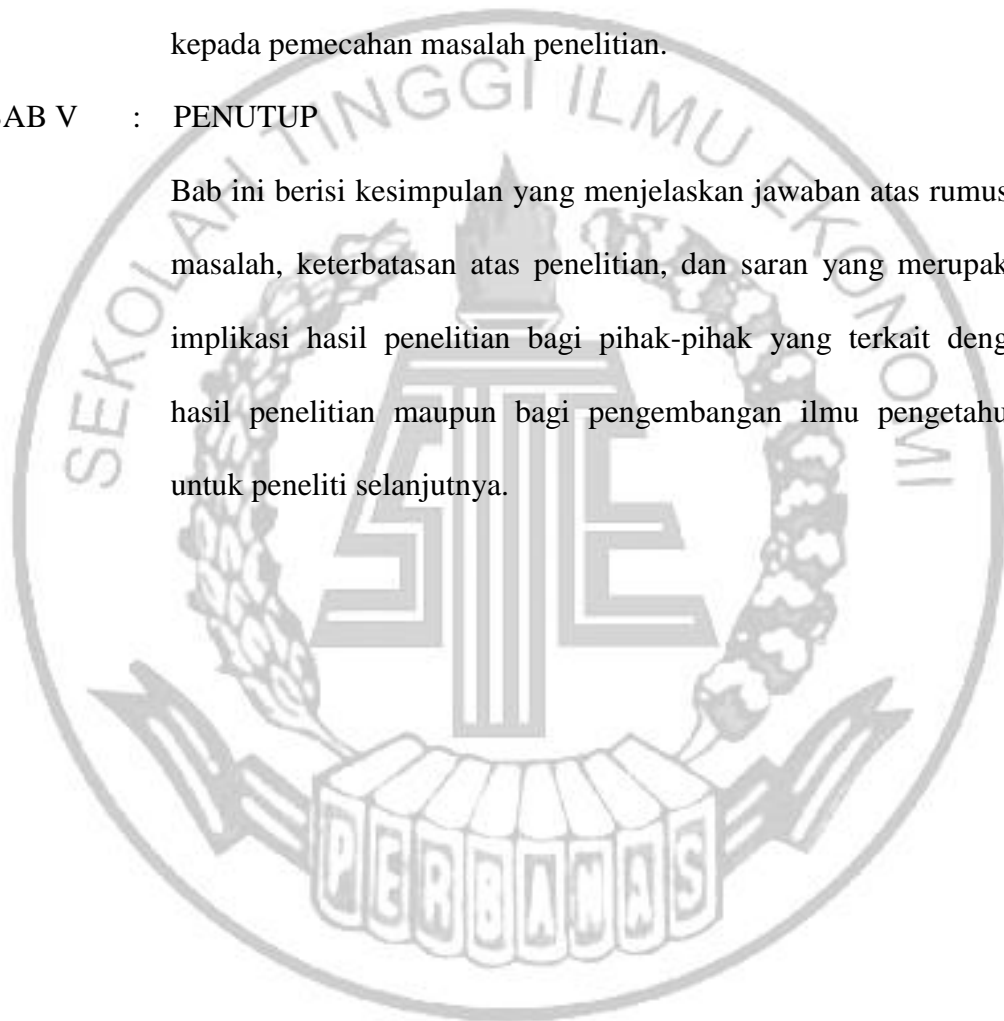 kepada pemecahan masalah penelitian.
BAB V : PENUTUP
Bab ini berisi kesimpulan yang menjelaskan jawaban atas rumus
masalah, keterbatasan atas penelitian, dan saran yang merupak
implikasi hasil penelitian bagi pihak-pihak yang terkait deng
hasil penelitian maupun bagi pengembangan ilmu pengetahu
untuk peneliti selanjutnya.
SEKOLAH TINGGI ILMU EKONOMI
STIE
PERBANAS